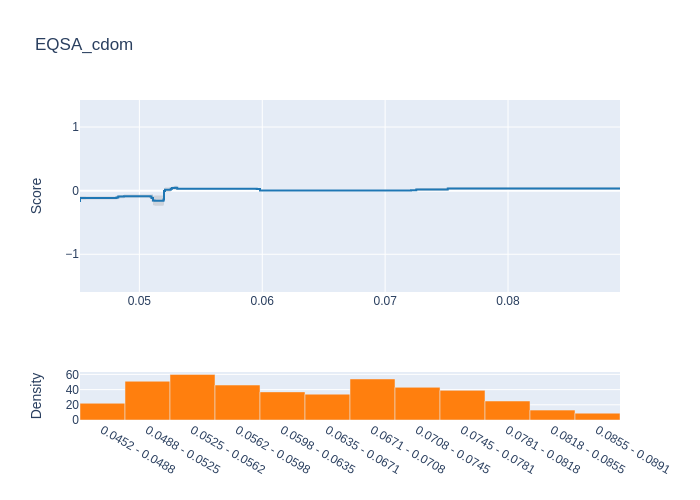 EQSA_cdom
Score
1
0
−1
0.05
0.06
0.07
0.08
Density
60
40
20
0
0.0452 - 0.0488
0.0488 - 0.0525
0.0525 - 0.0562
0.0562 - 0.0598
0.0598 - 0.0635
0.0635 - 0.0671
0.0671 - 0.0708
0.0708 - 0.0745
0.0745 - 0.0781
0.0781 - 0.0818
0.0818 - 0.0855
0.0855 - 0.0891